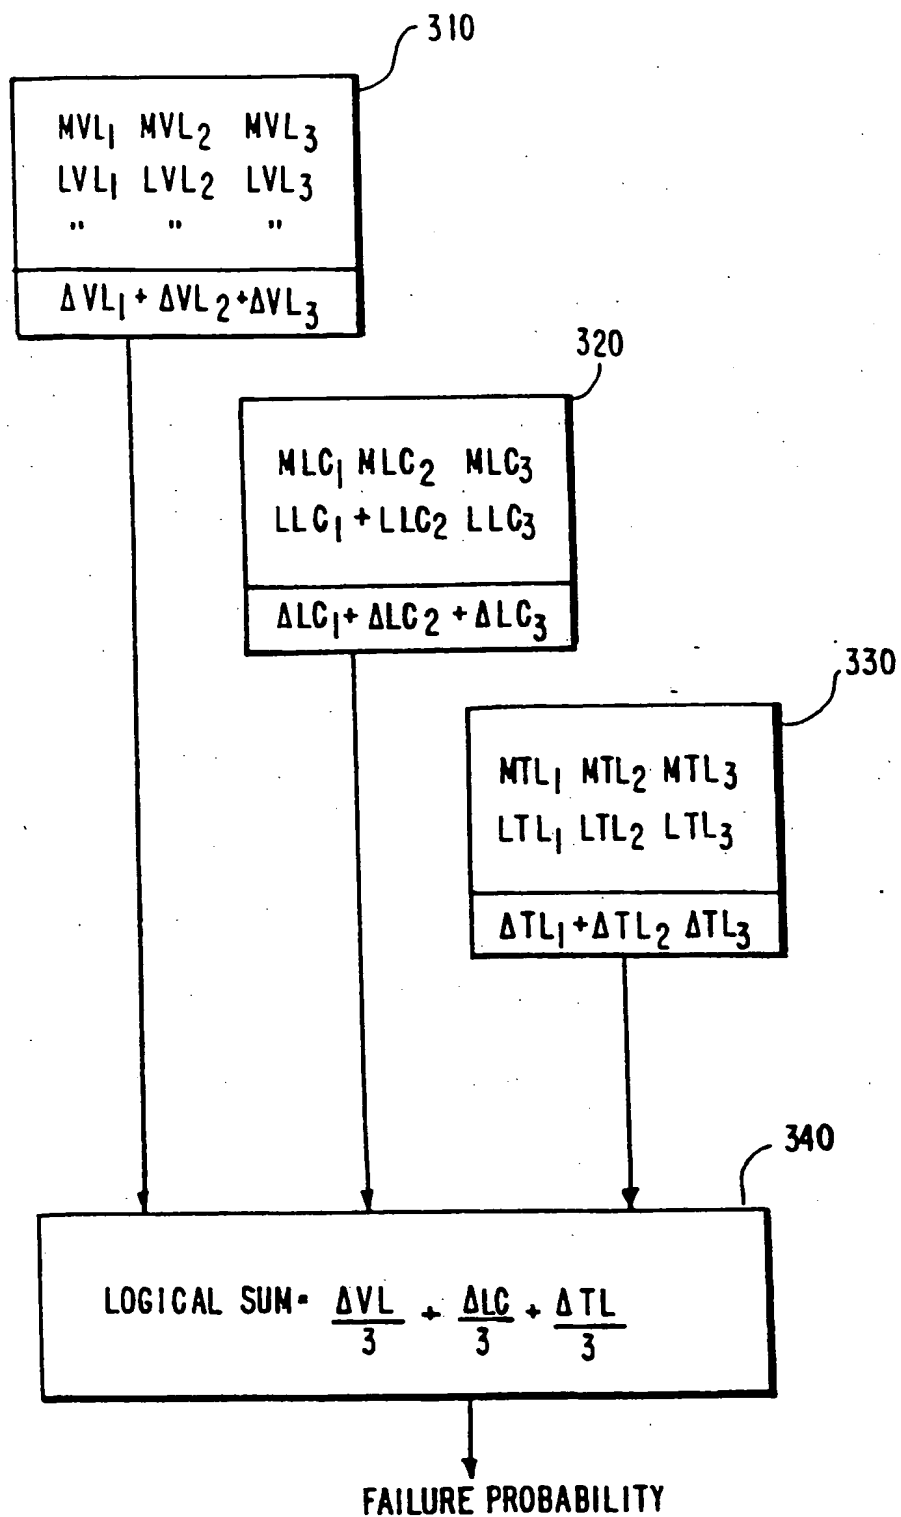 310
MVL₁ MVL₂ MVL₃
LVL₁ LVL₂ LVL₃
" " "
ΔVL₁ + ΔVL₂ + ΔVL₃
320
MLC₁ MLC₂ MLC₃
LLC₁ + LLC₂ LLC₃
ΔLC₁ + ΔLC₂ + ΔLC₃
330
MTL₁ MTL₂ MTL₃
LTL₁ LTL₂ LTL₃
ΔTL₁ + ΔTL₂ ΔTL₃
340
LOGICAL SUM = ΔVL/3 + ΔLC/3 + ΔTL/3
FAILURE PROBABILITY